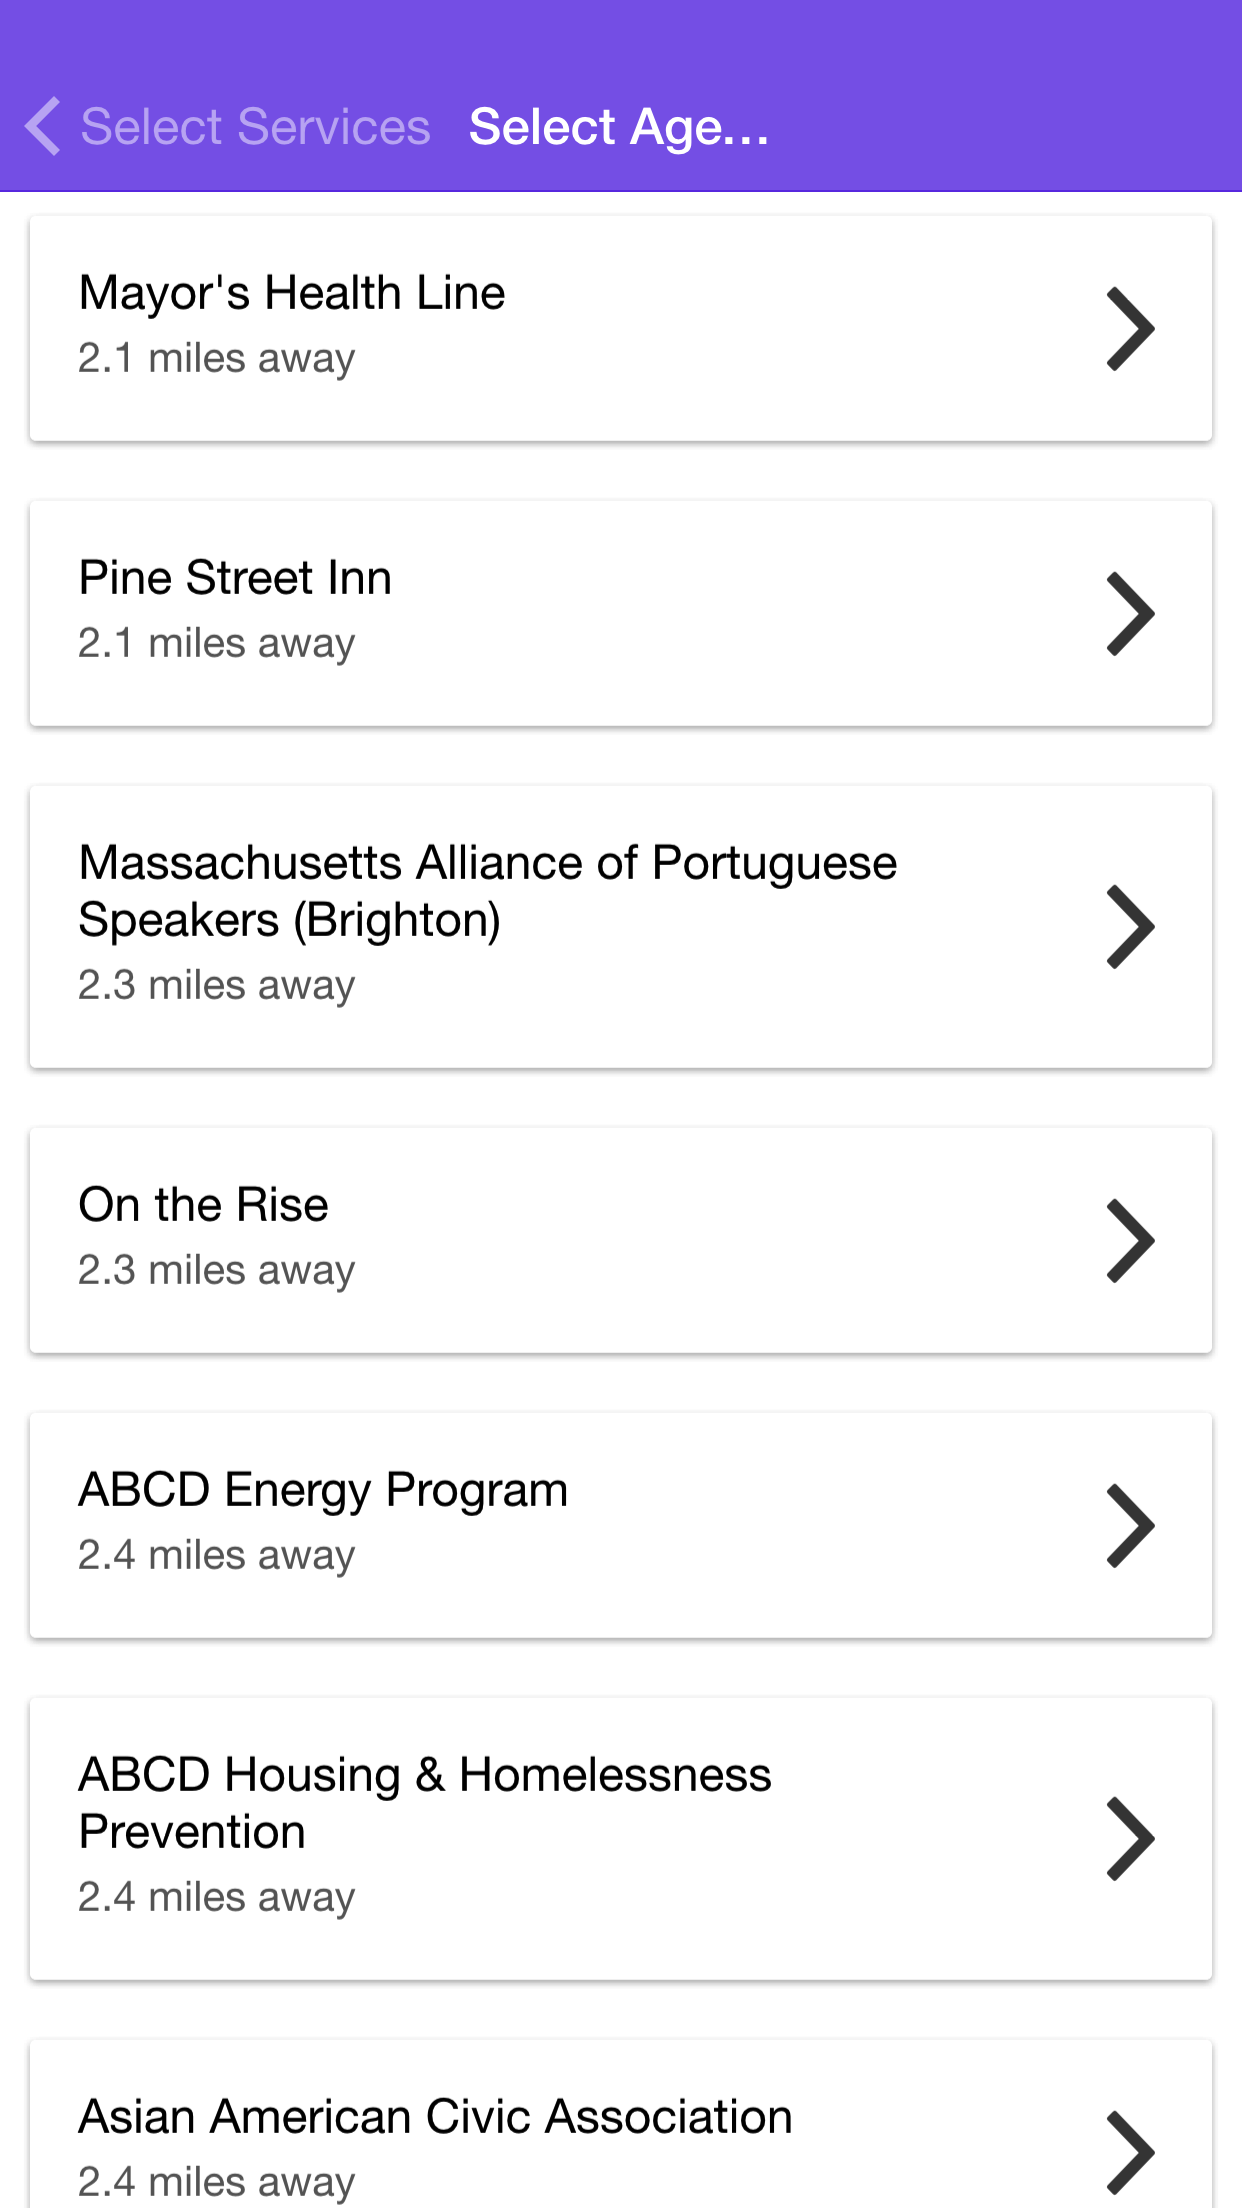 Select Services Select Age...
Mayor's Health Line
2.1 miles away
Pine Street Inn
2.1 miles away
Massachusetts Alliance of Portuguese
Speakers (Brighton)
2.3 miles away
On the Rise
2.3 miles away
ABCD Energy Program
2.4 miles away
ABCD Housing & Homelessness
Prevention
2.4 miles away
Asian American Civic Association
2.4 miles away